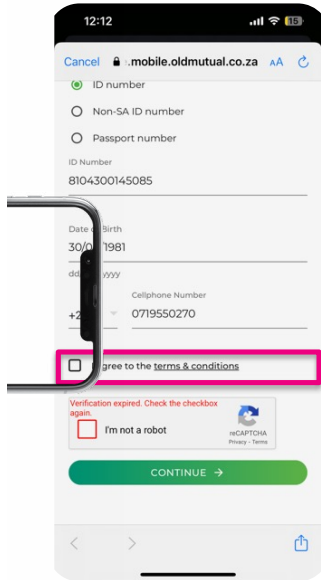 12:12
15
Cancel .mobile.oldmutual.co.za AA
ID number
Non-SA ID number
Passport number
ID Number
8104300145085
Date Birth
30/0 1981
dd yyyy
Cellphone Number
+2 0719550270
gree to the terms & conditions
Verification expired. Check the checkbox
again.
I'm not a robot
reCAPTCHA
Privacy - Terms
CONTINUE →